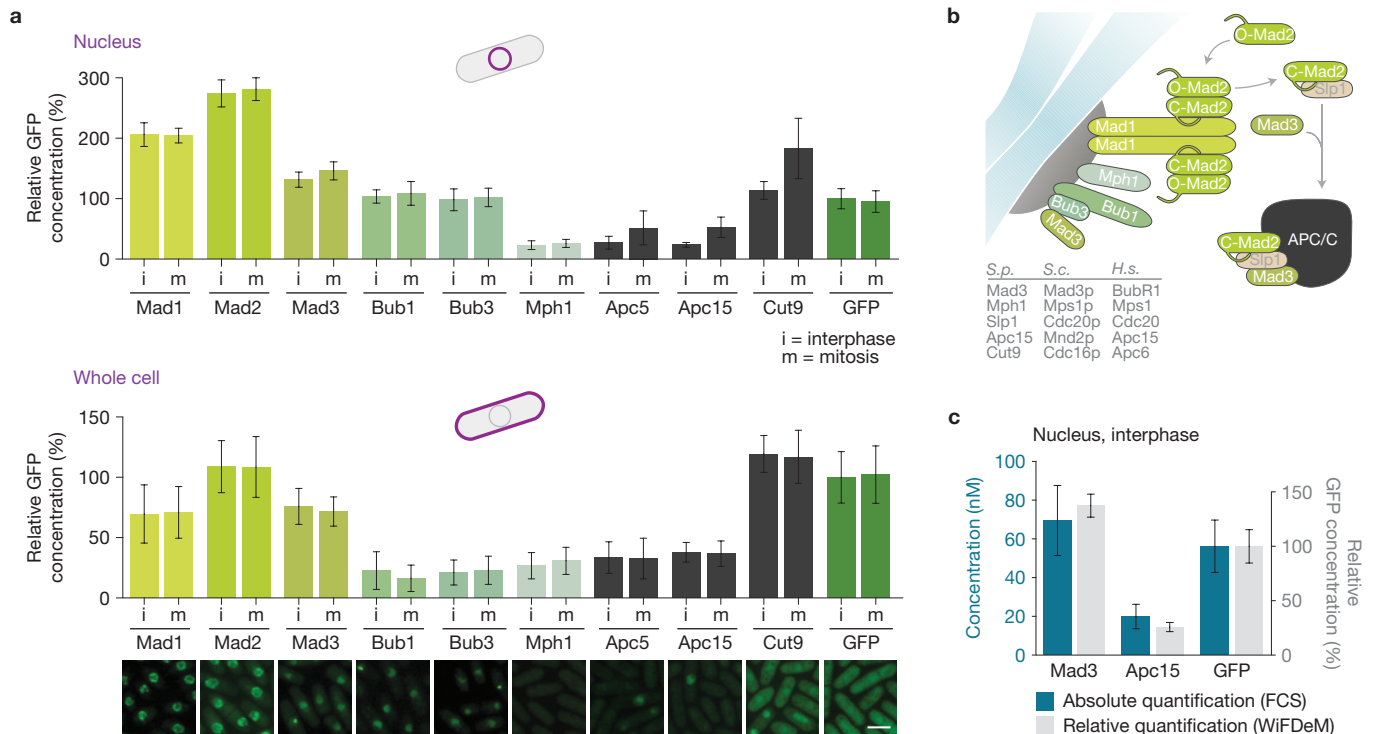 a
Nucleus
Relative GFP
concentration (%)
300
200
100
0
i m i m i m i m i m i m i m i m i m i m
Mad1 Mad2 Mad3 Bub1 Bub3 Mph1 Apc5 Apc15 Cut9 GFP
i = interphase
m = mitosis
Whole cell
Relative GFP
concentration (%)
150
100
50
0
i m i m i m i m i m i m i m i m i m i m
Mad1 Mad2 Mad3 Bub1 Bub3 Mph1 Apc5 Apc15 Cut9 GFP
b
O-Mad2
O-Mad2
C-Mad2
C-Mad2
Slp1
Mad1
Mad1
Mad3
C-Mad2
O-Mad2
Mph1
Bub1
Bub3
Mad3
APC/C
C-Mad2
Slp1
Mad3
S.p. S.c. H.s.
Mad3 Mad3p BubR1
Mph1 Mps1p Mps1
Slp1 Cdc20p Cdc20
Apc15 Mnd2p Apc15
Cut9 Cdc16p Apc6
c
Nucleus, interphase
Concentration (nM)
100
80
60
40
20
0
150
100
50
0
Relative
GFP concentration (%)
Mad3 Apc15 GFP
Absolute quantification (FCS)
Relative quantification (WiFDeM)